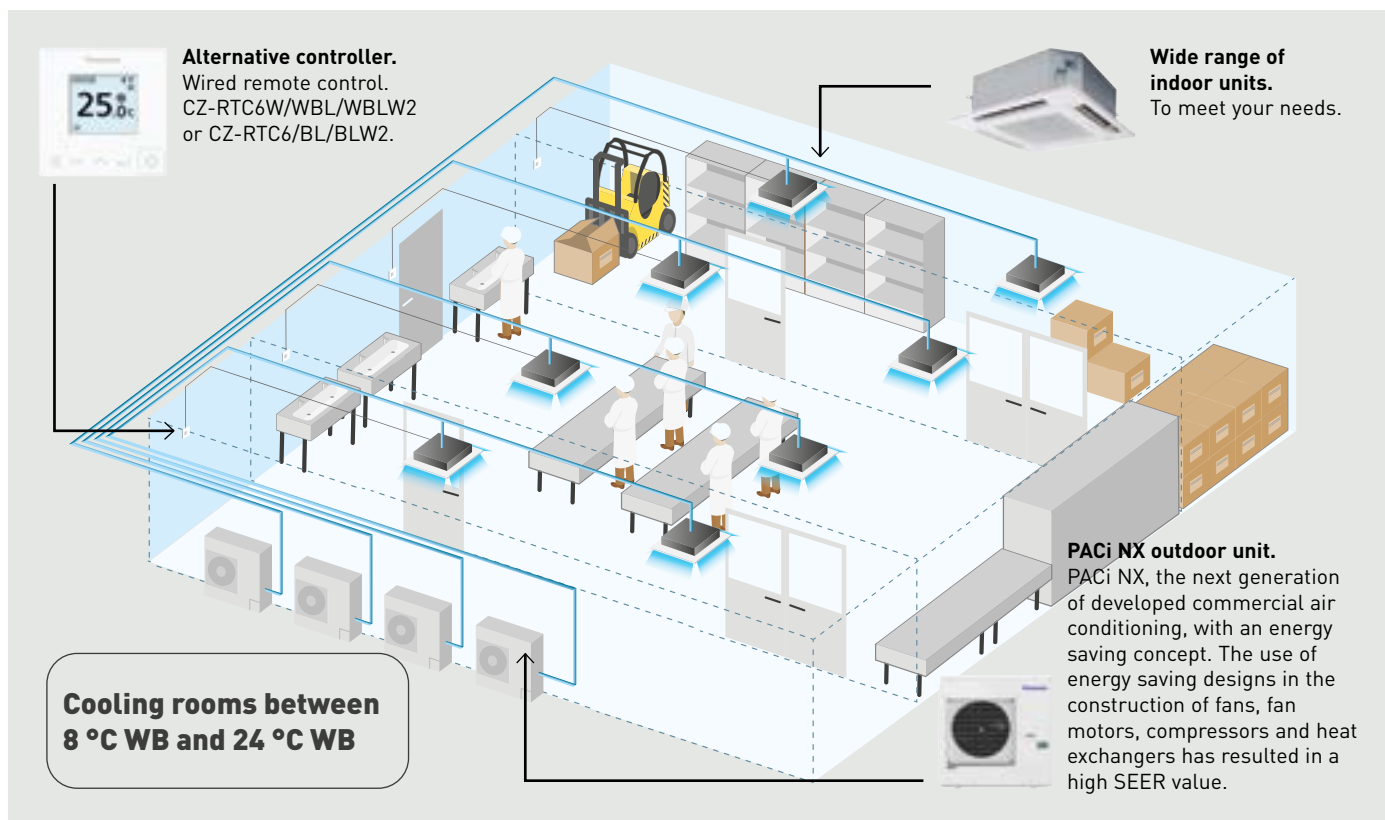 Alternative controller.
Wired remote control.
CZ-RTC6W/WBL/WBLW2
or CZ-RTC6/BL/BLW2.
25.0c
Wide range of
indoor units.
To meet your needs.
PACi NX outdoor unit.
PACi NX, the next generation
of developed commercial air
conditioning, with an energy
saving concept. The use of
energy saving designs in the
construction of fans, fan
motors, compressors and heat
exchangers has resulted in a
high SEER value.
Cooling rooms between
8 °C WB and 24 °C WB